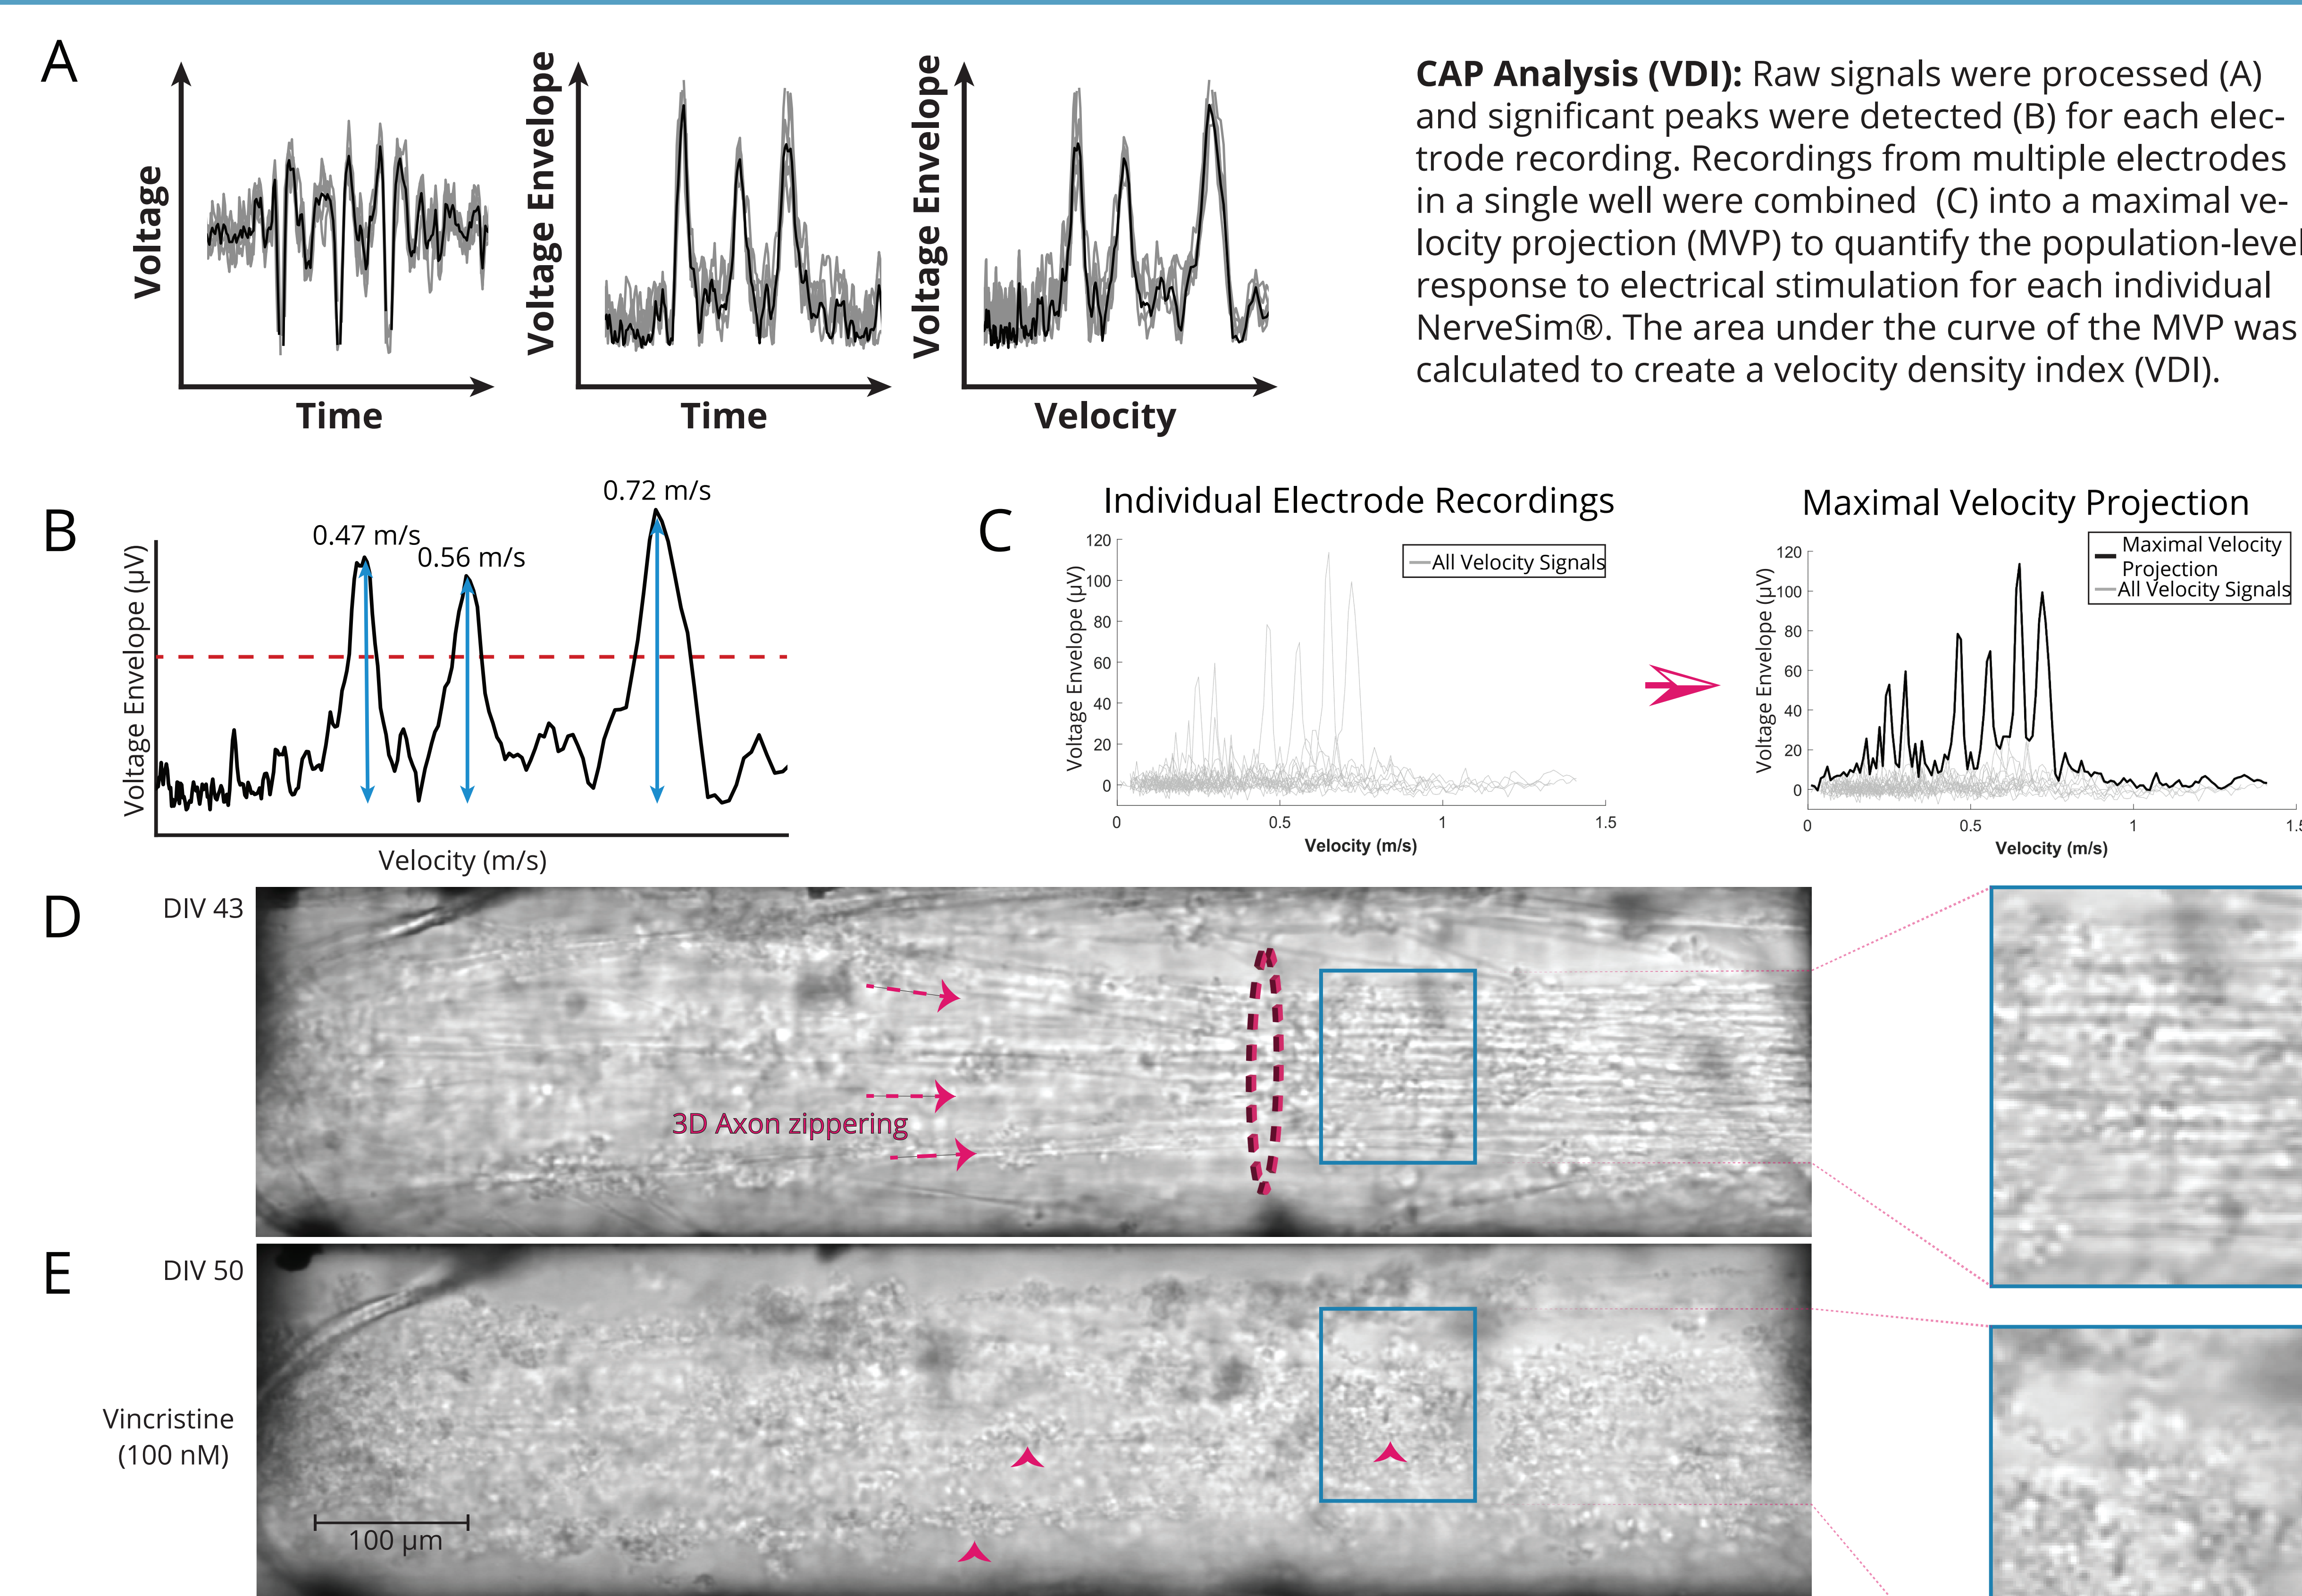 A
Voltage
Time
Voltage Envelope
Time
Voltage Envelope
Velocity
CAP Analysis (VDI): Raw signals were processed (A)
and significant peaks were detected (B) for each elec-
trode recording. Recordings from multiple electrodes
in a single well were combined  (C) into a maximal ve-
locity projection (MVP) to quantify the population-level
response to electrical stimulation for each individual
NerveSim®. The area under the curve of the MVP was
calculated to create a velocity density index (VDI).
B
0.47 m/s
0.56 m/s
0.72 m/s
Voltage Envelope (µV)
Velocity (m/s)
C
Individual Electrode Recordings
All Velocity Signals
Voltage Envelope (µV)
120
100
80
60
40
20
0
0
0.5
1
1.5
Velocity (m/s)
Maximal Velocity Projection
Maximal Velocity
Projection
All Velocity Signals
Voltage Envelope (µV)
120
100
80
60
40
20
0
0
0.5
1
1.5
Velocity (m/s)
D
DIV 43
3D Axon zippering
E
DIV 50
Vincristine
(100 nM)
100 µm